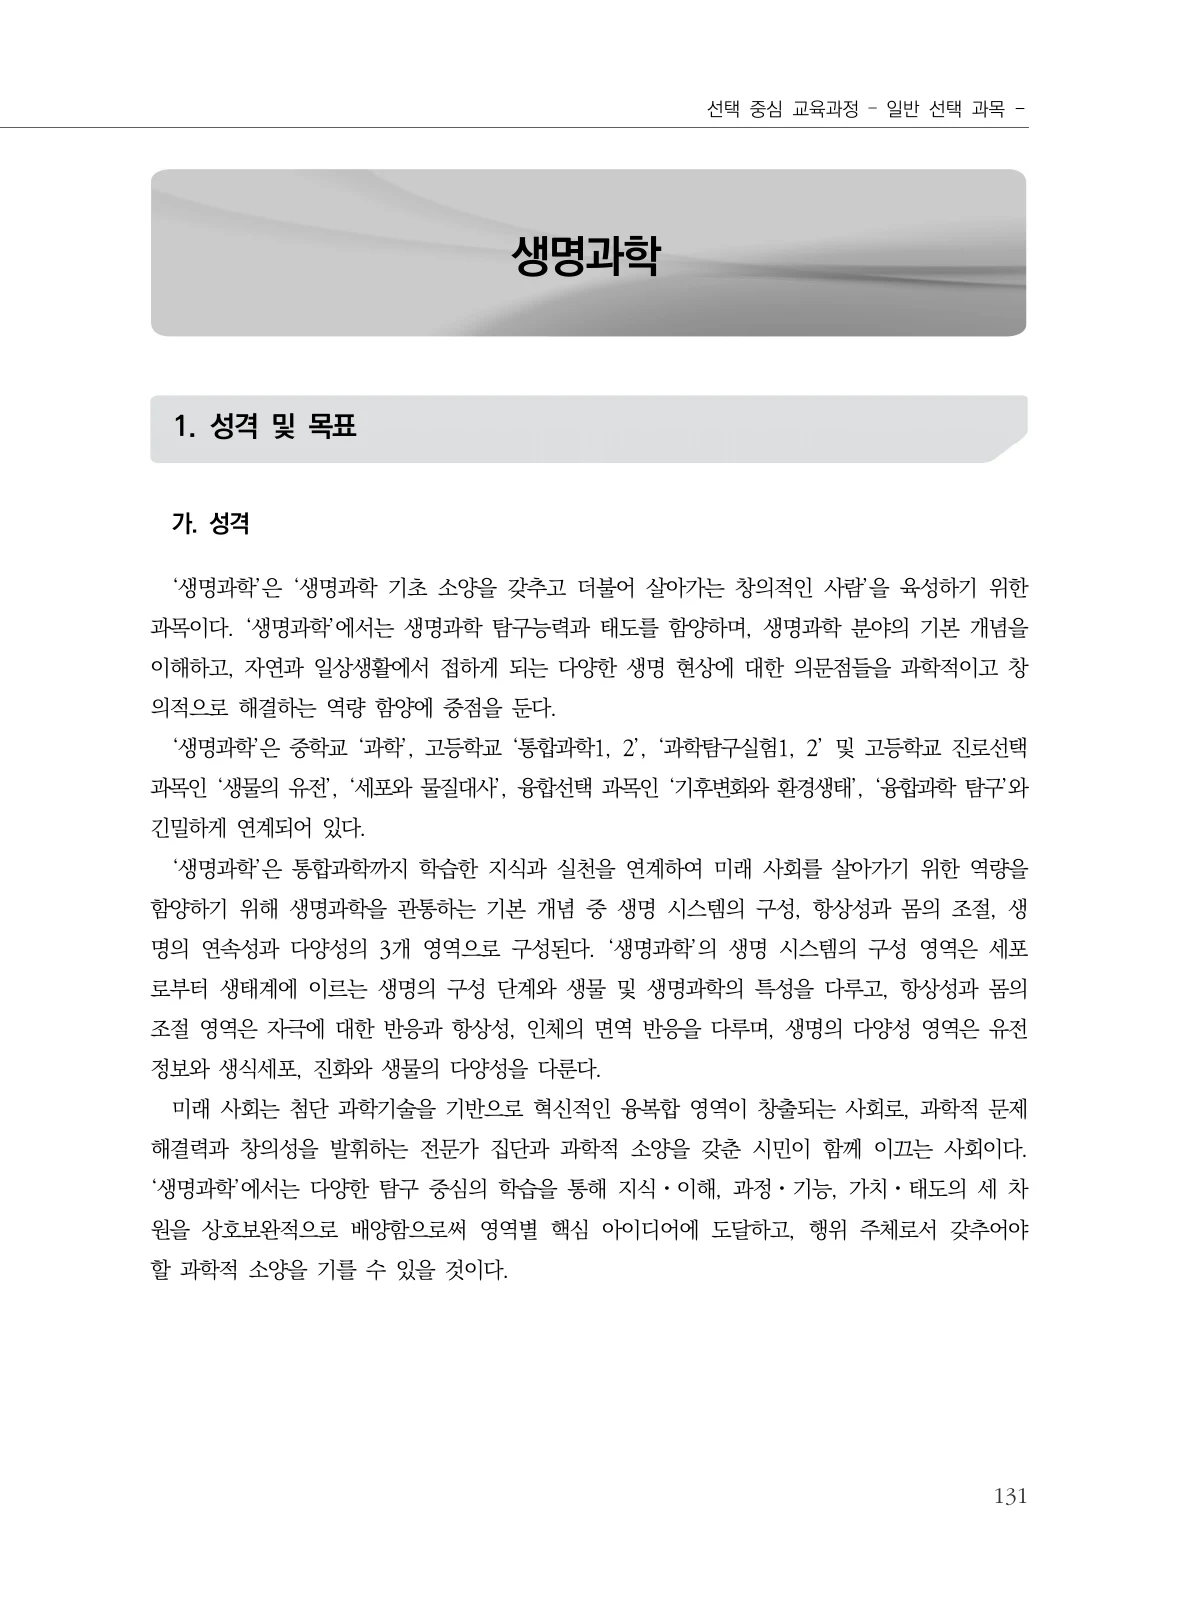 선택 중심 교육과정 - 일반 선택 과목 -
생명과학
1. 성격 및 목표
가. 성격
‘생명과학’은 ‘생명과학 기초 소양을 갖추고 더불어 살아가는 창의적인 사람’을 육성하기 위한
과목이다. ‘생명과학’에서는 생명과학 탐구능력과 태도를 함양하며, 생명과학 분야의 기본 개념을
이해하고, 자연과 일상생활에서 접하게 되는 다양한 생명 현상에 대한 의문점들을 과학적이고 창
의적으로 해결하는 역량 함양에 중점을 둔다.
‘생명과학’은 중학교 ‘과학’, 고등학교 ‘통합과학1, 2’, ‘과학탐구실험1, 2’ 및 고등학교 진로선택
과목인 ‘생물의 유전’, ‘세포와 물질대사’, 융합선택 과목인 ‘기후변화와 환경생태’, ‘융합과학 탐구’와
긴밀하게 연계되어 있다.
‘생명과학’은 통합과학까지 학습한 지식과 실천을 연계하여 미래 사회를 살아가기 위한 역량을
함양하기 위해 생명과학을 관통하는 기본 개념 중 생명 시스템의 구성, 항상성과 몸의 조절, 생
명의 연속성과 다양성의 3개 영역으로 구성된다. ‘생명과학’의 생명 시스템의 구성 영역은 세포
로부터 생태계에 이르는 생명의 구성 단계와 생물 및 생명과학의 특성을 다루고, 항상성과 몸의
조절 영역은 자극에 대한 반응과 항상성, 인체의 면역 반응을 다루며, 생명의 다양성 영역은 유전
정보와 생식세포, 진화와 생물의 다양성을 다룬다.
미래 사회는 첨단 과학기술을 기반으로 혁신적인 융복합 영역이 창출되는 사회로, 과학적 문제
해결력과 창의성을 발휘하는 전문가 집단과 과학적 소양을 갖춘 시민이 함께 이끄는 사회이다.
‘생명과학’에서는 다양한 탐구 중심의 학습을 통해 지식・이해, 과정・기능, 가치・태도의 세 차
원을 상호보완적으로 배양함으로써 영역별 핵심 아이디어에 도달하고, 행위 주체로서 갖추어야
할 과학적 소양을 기를 수 있을 것이다.
131